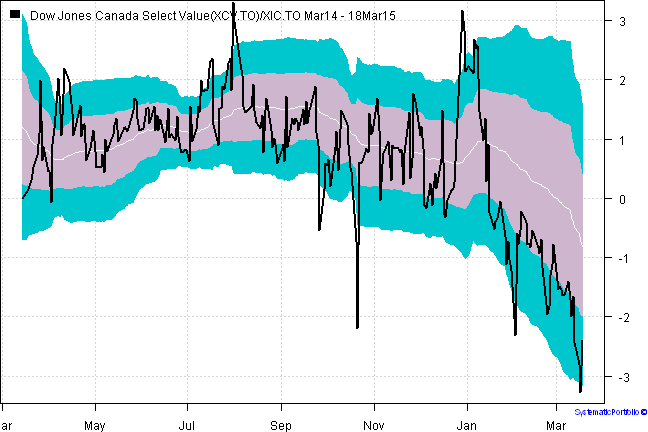 Dow Jones Canada Select Value(XCV.TO)/XIC.TO Mar14 - 18Mar15
3
2
1
0
-1
-2
-3
ar May Jul Sep Nov Jan Mar
SystematicPortfolio ©